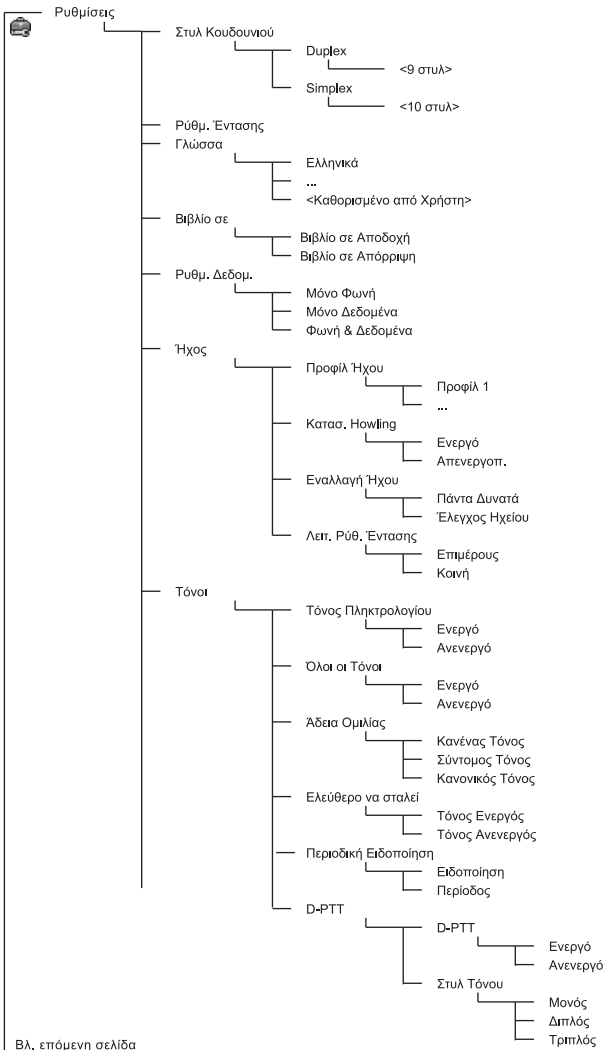 Ρυθμίσεις
Στυλ Κουδουνιού
Duplex
<9 στυλ>
Simplex
<10 στυλ>
Ρύθμ. Έντασης
Γλώσσα
Ελληνικά
...
<Καθορισμένο από Χρήστη>
Βιβλίο σε
Βιβλίο σε Αποδοχή
Βιβλίο σε Απόρριψη
Ρυθμ. Δεδομ.
Μόνο Φωνή
Μόνο Δεδομένα
Φωνή & Δεδομένα
Ήχος
Προφίλ Ήχου
Προφίλ 1
...
Κατασ. Howling
Ενεργό
Απενεργοπ.
Εναλλαγή Ήχου
Πάντα Δυνατά
Έλεγχος Ηχείου
Λειτ. Ρύθ. Έντασης
Επιμέρους
Κοινή
Τόνοι
Τόνος Πληκτρολογίου
Ενεργό
Ανενεργό
Όλοι οι Τόνοι
Ενεργό
Ανενεργό
Άδεια Ομιλίας
Κανένας Τόνος
Σύντομος Τόνος
Κανονικός Τόνος
Ελεύθερο να σταλεί
Τόνος Ενεργός
Τόνος Ανενεργός
Περιοδική Ειδοποίηση
Ειδοποίηση
Περίοδος
D-PTT
D-PTT
Ενεργό
Ανενεργό
Στυλ Τόνου
Μονός
Διπλός
Τριπλός
Βλ. επόμενη σελίδα